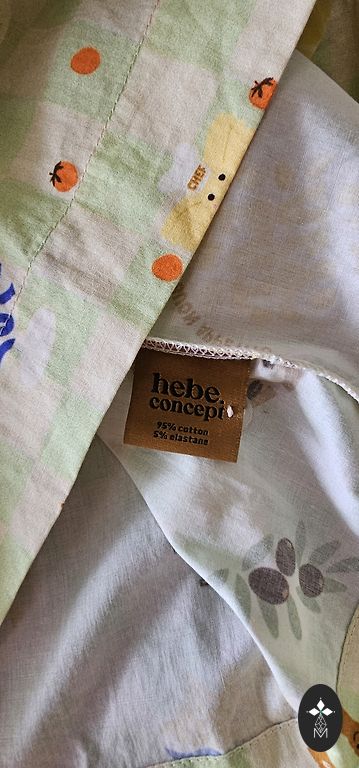 CHEF
hebe.
concept
95% cotton
5% elastane
M